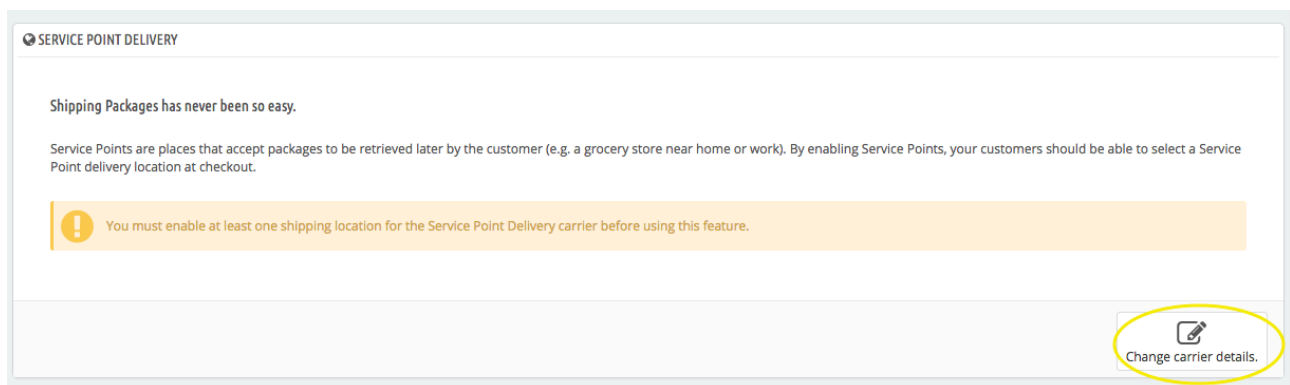 SERVICE POINT DELIVERY
Shipping Packages has never been so easy.
Service Points are places that accept packages to be retrieved later by the customer (e.g. a grocery store near home or work). By enabling Service Points, your customers should be able to select a Service
Point delivery location at checkout.
You must enable at least one shipping location for the Service Point Delivery carrier before using this feature.
Change carrier details.